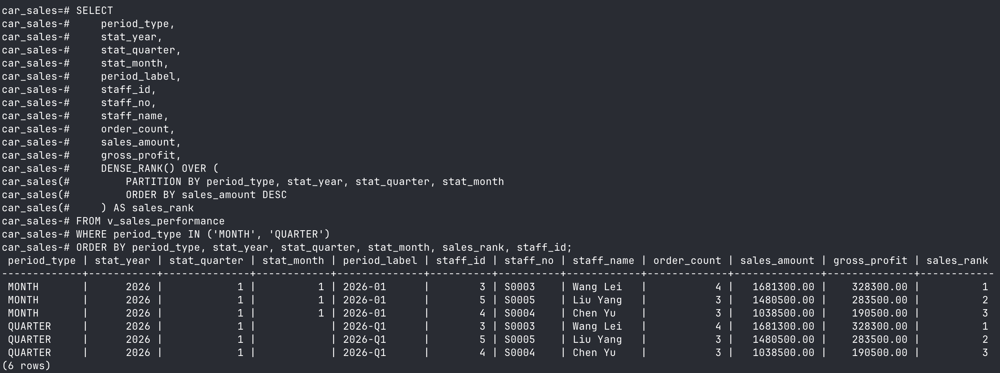 car_sales=# SELECT
car_sales-#     period_type,
car_sales-#     stat_year,
car_sales-#     stat_quarter,
car_sales-#     stat_month,
car_sales-#     period_label,
car_sales-#     staff_id,
car_sales-#     staff_no,
car_sales-#     staff_name,
car_sales-#     order_count,
car_sales-#     sales_amount,
car_sales-#     gross_profit,
car_sales-#     DENSE_RANK() OVER (
car_sales(#         PARTITION BY period_type, stat_year, stat_quarter, stat_month
car_sales(#         ORDER BY sales_amount DESC
car_sales(#     ) AS sales_rank
car_sales-# FROM v_sales_performance
car_sales-# WHERE period_type IN ('MONTH', 'QUARTER')
car_sales-# ORDER BY period_type, stat_year, stat_quarter, stat_month, sales_rank, staff_id;
 period_type | stat_year | stat_quarter | stat_month | period_label | staff_id | staff_no | staff_name | order_count | sales_amount | gross_profit | sales_rank
-------------+-----------+--------------+------------+--------------+----------+----------+------------+-------------+--------------+--------------+------------
 MONTH       |      2026 |            1 |          1 | 2026-01      |        3 | S0003    | Wang Lei   |           4 |   1681300.00 |    328300.00 |          1
 MONTH       |      2026 |            1 |          1 | 2026-01      |        5 | S0005    | Liu Yang   |           3 |   1480500.00 |    283500.00 |          2
 MONTH       |      2026 |            1 |          1 | 2026-01      |        4 | S0004    | Chen Yu    |           3 |   1038500.00 |    190500.00 |          3
 QUARTER     |      2026 |            1 |            | 2026-Q1      |        3 | S0003    | Wang Lei   |           4 |   1681300.00 |    328300.00 |          1
 QUARTER     |      2026 |            1 |            | 2026-Q1      |        5 | S0005    | Liu Yang   |           3 |   1480500.00 |    283500.00 |          2
 QUARTER     |      2026 |            1 |            | 2026-Q1      |        4 | S0004    | Chen Yu    |           3 |   1038500.00 |    190500.00 |          3
(6 rows)